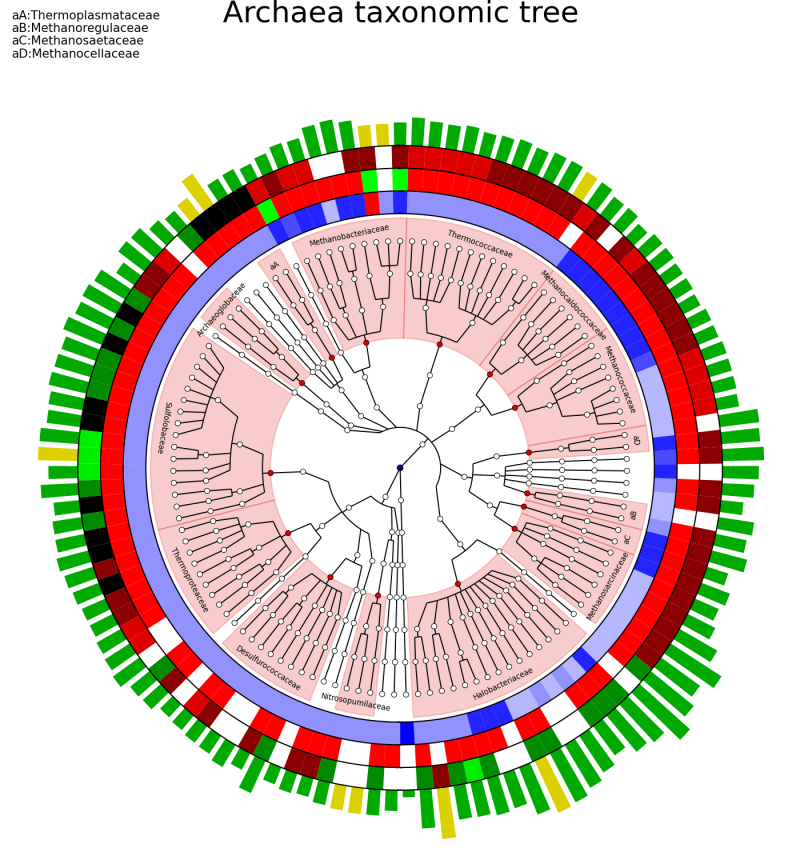 Archaea taxonomic tree
aA:Thermoplasmataceae
aB:Methanoregulaceae
aC:Methanosaetaceae
aD:Methanocellaceae
Methanobacteriaceae
Thermococcaceae
Methanocaldococcaceae
Methanococcaceae
aD
aB
aC
Methanosarcinaceae
Halobacteriaceae
Nitrosopumilaceae
Desulfurococcaceae
Thermoproteaceae
Sulfolobaceae
Archaeoglobaceae
aA